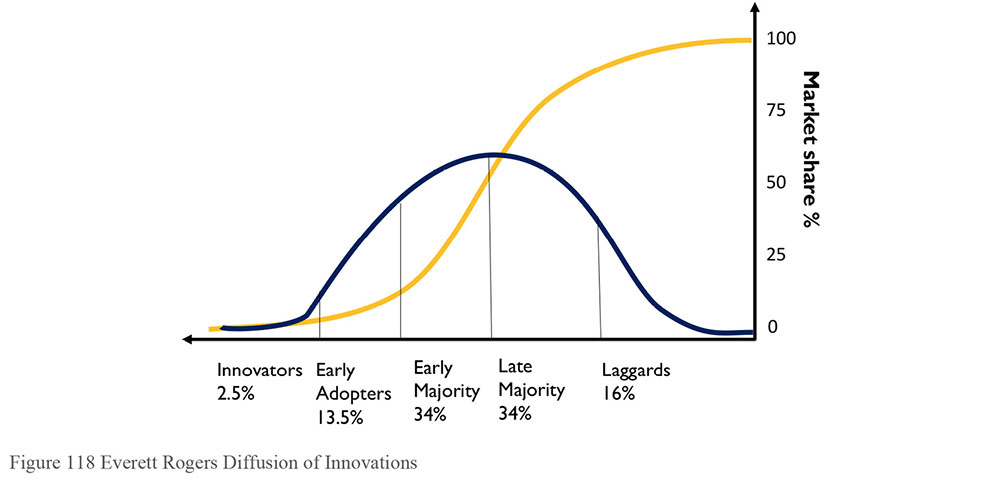 100
75
50
25
0
Market share %
Innovators
2.5%
Early
Adopters
13.5%
Early
Majority
34%
Late
Majority
34%
Laggards
16%
Figure 118 Everett Rogers Diffusion of Innovations